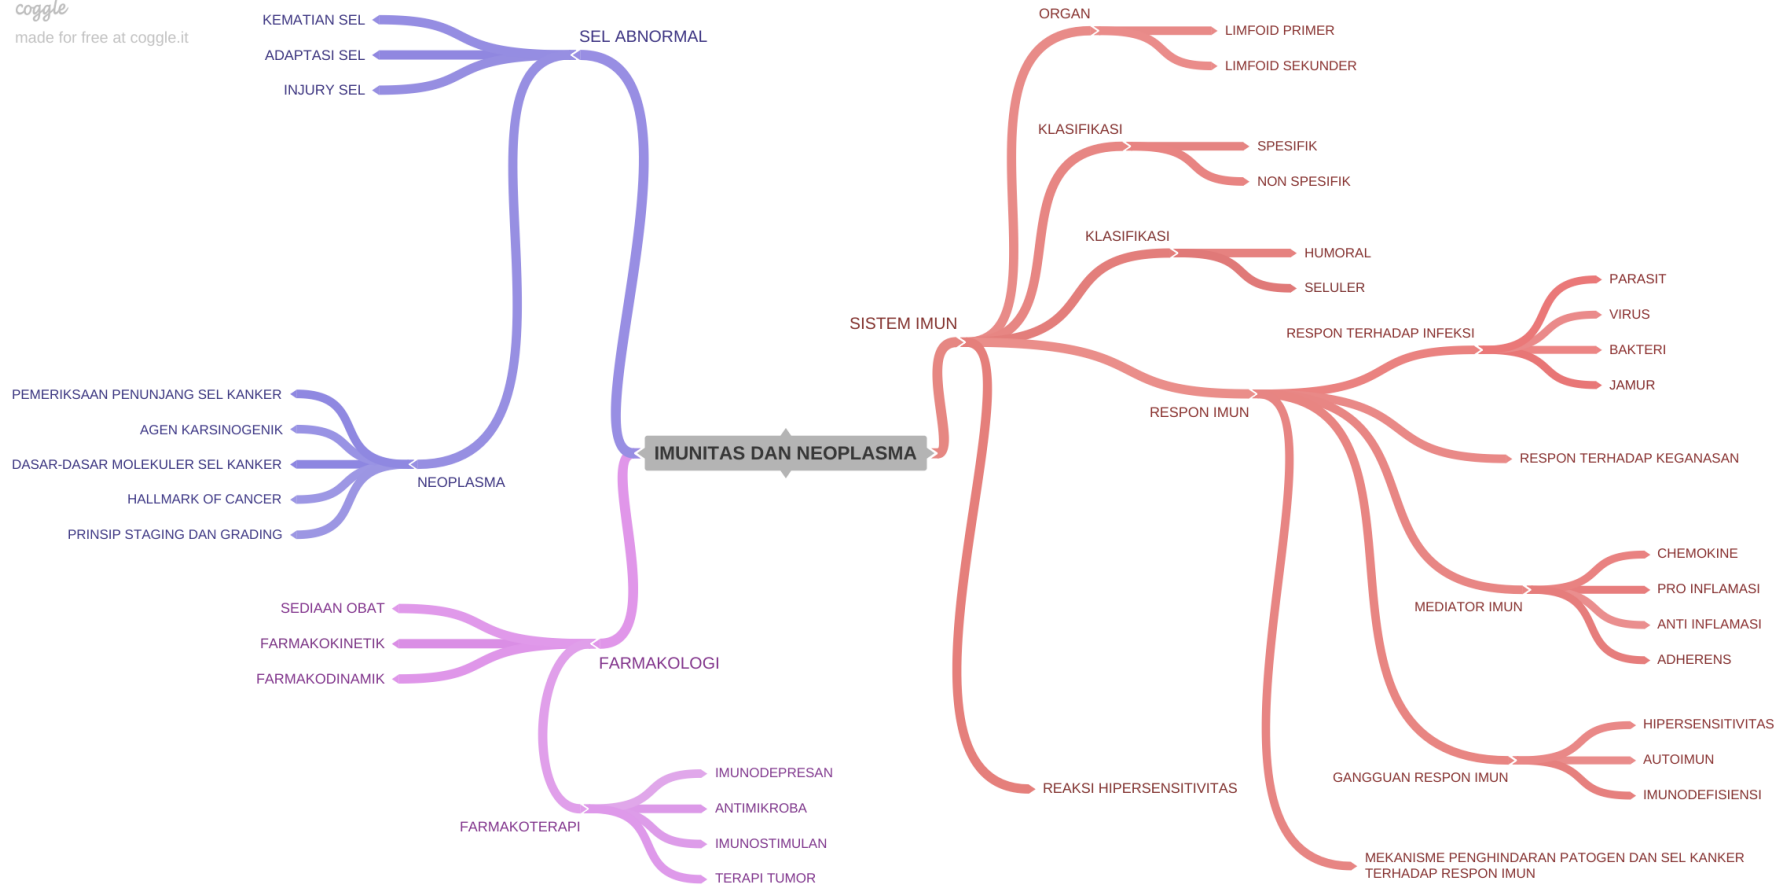 coggle
made for free at coggle.it
KEMATIAN SEL
ADAPTASI SEL
INJURY SEL
SEL ABNORMAL
PEMERIKSAAN PENUNJANG SEL KANKER
AGEN KARSINOGENIK
DASAR-DASAR MOLEKULER SEL KANKER
HALLMARK OF CANCER
PRINSIP STAGING DAN GRADING
NEOPLASMA
SEDIAAN OBAT
FARMAKOKINETIK
FARMAKODINAMIK
FARMAKOLOGI
FARMAKOTERAPI
IMUNODEPRESAN
ANTIMIKROBA
IMUNOSTIMULAN
TERAPI TUMOR
IMUNITAS DAN NEOPLASMA
SISTEM IMUN
ORGAN
LIMFOID PRIMER
LIMFOID SEKUNDER
KLASIFIKASI
SPESIFIK
NON SPESIFIK
KLASIFIKASI
HUMORAL
SELULER
RESPON IMUN
RESPON TERHADAP INFEKSI
PARASIT
VIRUS
BAKTERI
JAMUR
RESPON TERHADAP KEGANASAN
MEDIATOR IMUN
CHEMOKINE
PRO INFLAMASI
ANTI INFLAMASI
ADHERENS
GANGGUAN RESPON IMUN
HIPERSENSITIVITAS
AUTOIMUN
IMUNODEFISIENSI
MEKANISME PENGHINDARAN PATOGEN DAN SEL KANKER
TERHADAP RESPON IMUN
REAKSI HIPERSENSITIVITAS